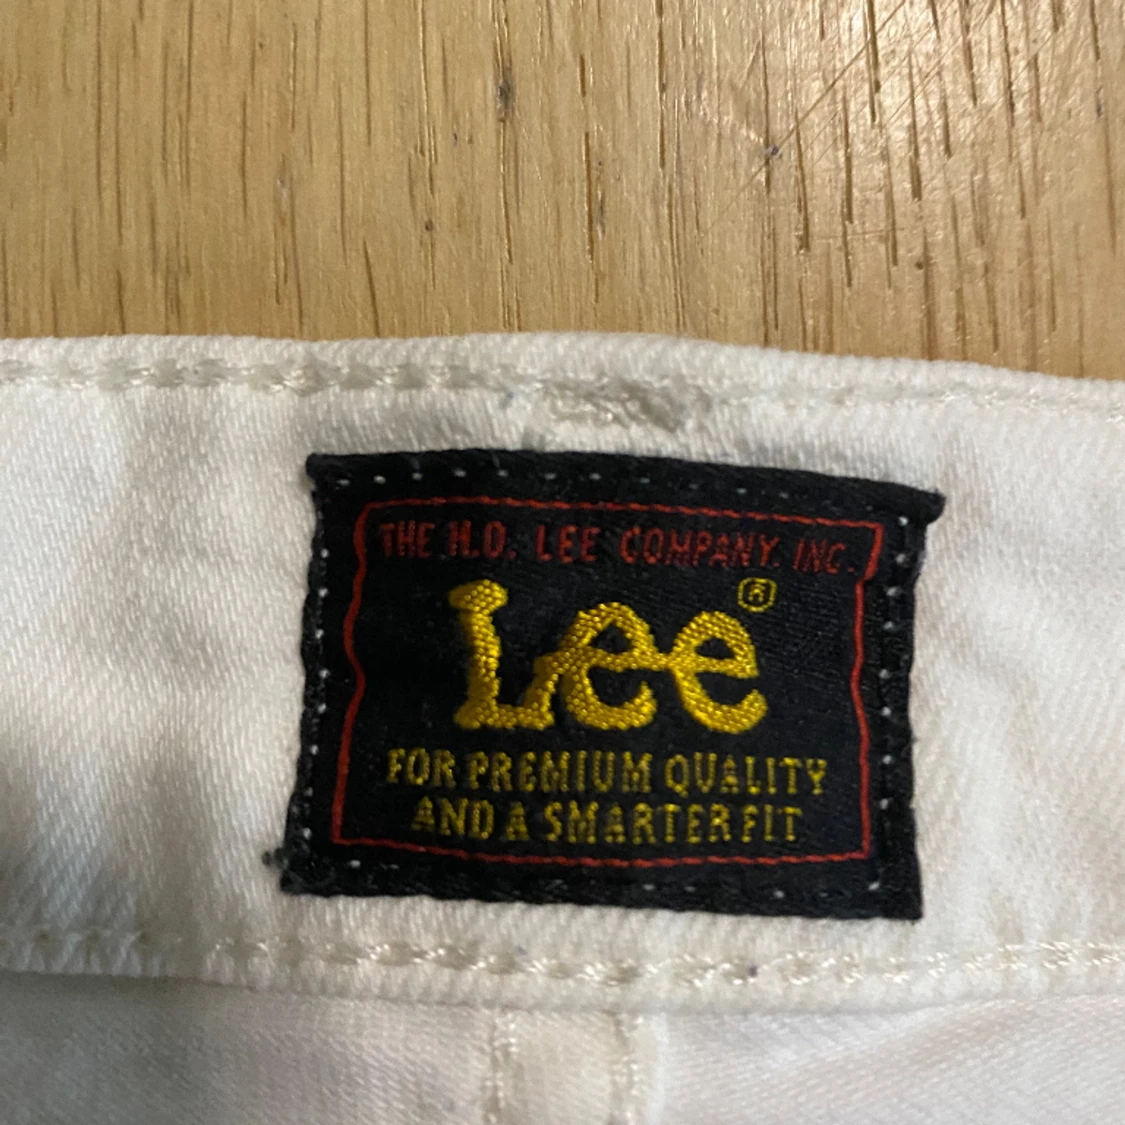 THE H.D. LEE COMPANY. INC.
Lee®
FOR PREMIUM QUALITY
AND A SMARTER FIT